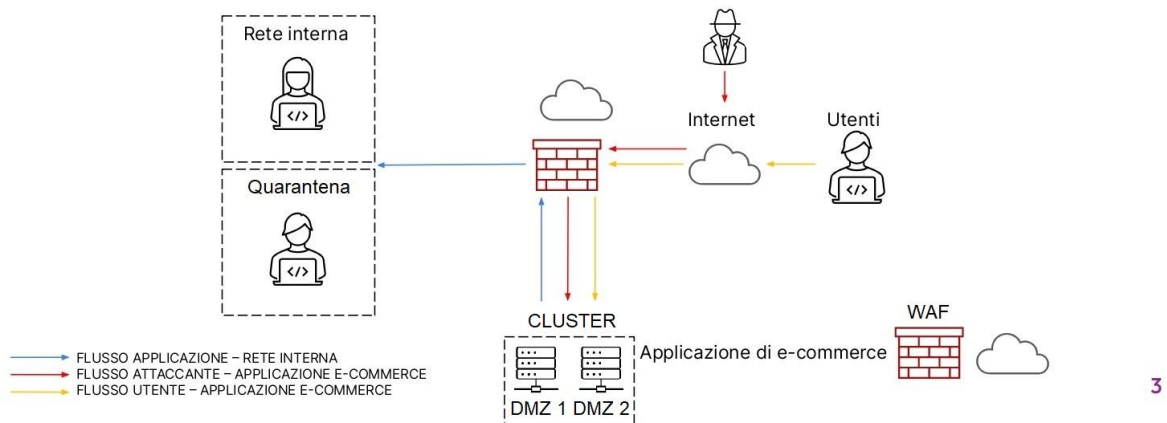 Rete interna
Internet
Utenti
Quarantena
CLUSTER
WAF
Applicazione di e-commerce
FLUSSO APPLICAZIONE – RETE INTERNA
FLUSSO ATTACCANTE – APPLICAZIONE E-COMMERCE
FLUSSO UTENTE – APPLICAZIONE E-COMMERCE
DMZ 1 DMZ 2
3